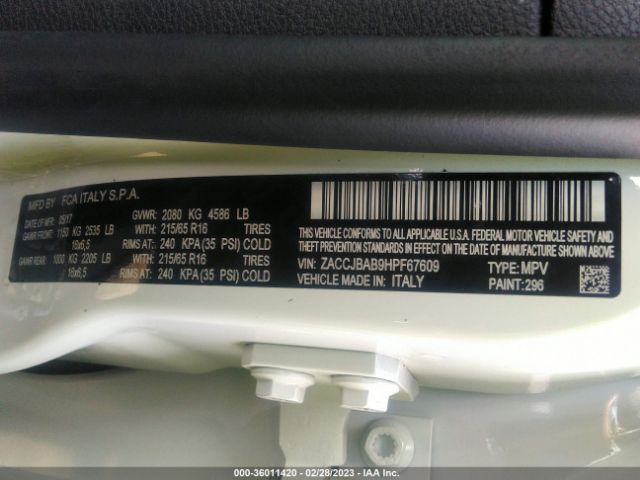 MFD BY FCA ITALY S.P.A.
DATE OF MFR 05/17 GVWR: 2080 KG 4586 LB
GAWR FRONT: 1150 KG 2535 LB WITH: 215/65 R16 TIRES
16x6,5 RIMS AT: 240 KPA(35 PSI) COLD
GAWR REAR: 1000 KG 2205 LB WITH: 215/65 R16 TIRES
16x6,5 RIMS AT: 240 KPA(35 PSI) COLD
THIS VEHICLE CONFORMS TO ALL APPLICABLE U.S.A. FEDERAL MOTOR VEHICLE SAFETY
AND THEFT PREVENTION STANDARDS IN EFFECT ON THE DATE OF MFR SHOWN ABOVE.
VIN: ZACCJBAB9HPF67609 TYPE: MPV
VEHICLE MADE IN: ITALY PAINT: 296
000-36011420 - 02/28/2023 - IAA Inc.